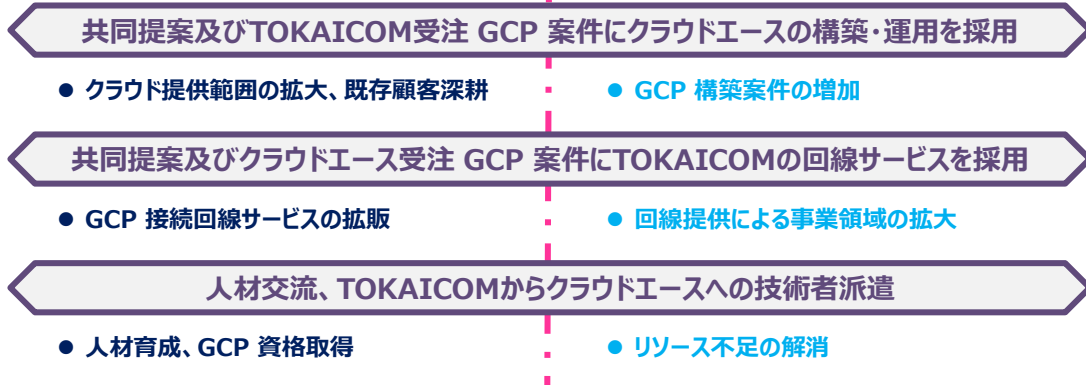 共同提案及びTOKAICOM受注 GCP 案件にクラウドエースの構築・運用を採用
● クラウド提供範囲の拡大、既存顧客深耕
● GCP 構築案件の増加
共同提案及びクラウドエース受注 GCP 案件にTOKAICOMの回線サービスを採用
● GCP 接続回線サービスの拡販
● 回線提供による事業領域の拡大
人材交流、TOKAICOMからクラウドエースへの技術者派遣
● 人材育成、GCP 資格取得
● リソース不足の解消